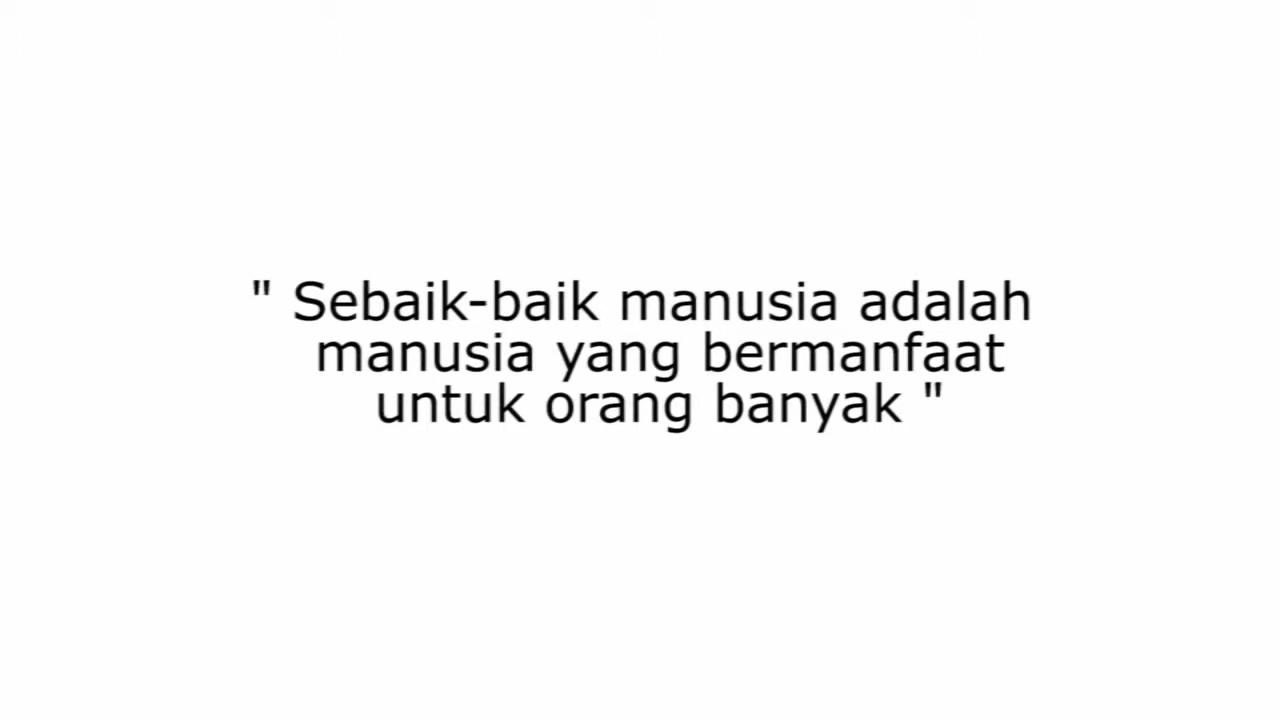 " Sebaik-baik manusia adalah
manusia yang bermanfaat
untuk orang banyak "